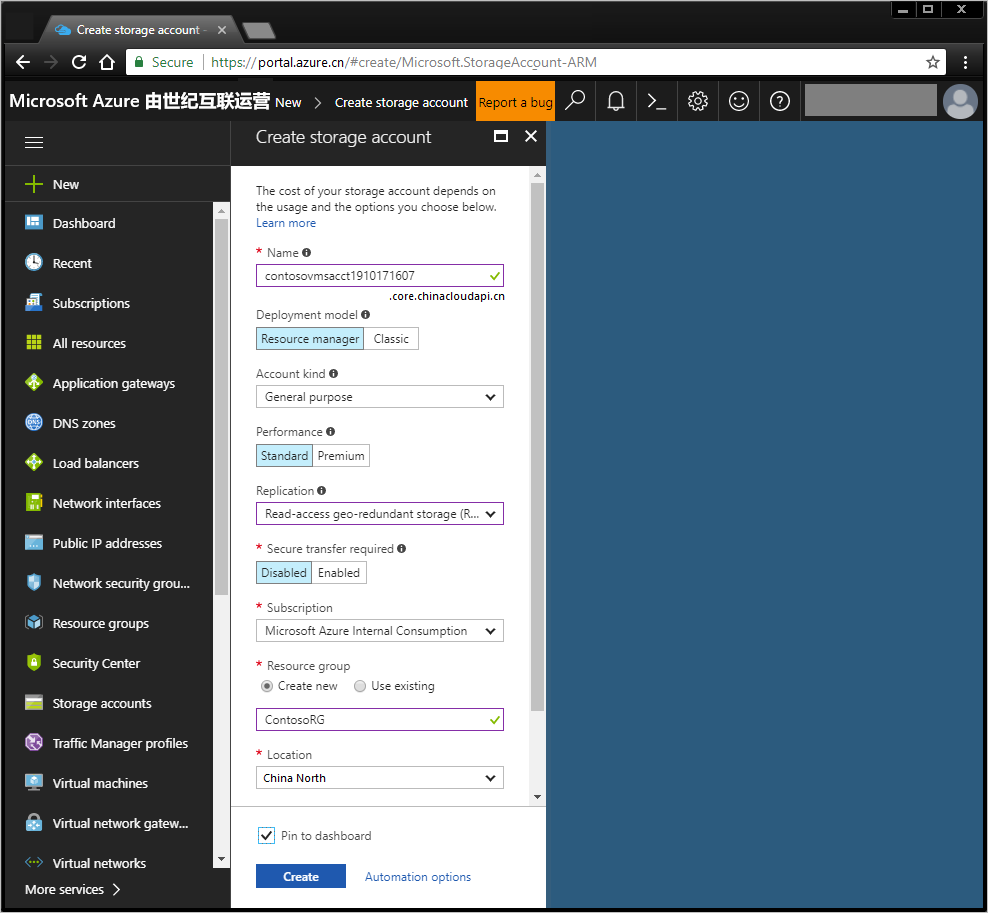 Create storage account -
Secure https://portal.azure.cn/#create/Microsoft.StorageAccount-ARM
Microsoft Azure 由世纪互联运营 New > Create storage account Report a bug
Create storage account
New
Dashboard
Recent
Subscriptions
All resources
Application gateways
DNS zones
Load balancers
Network interfaces
Public IP addresses
Network security grou...
Resource groups
Security Center
Storage accounts
Traffic Manager profiles
Virtual machines
Virtual network gatew...
Virtual networks
More services >
The cost of your storage account depends on
the usage and the options you choose below.
Learn more
* Name
contosovmsacct1910171607
.core.chinacloudapi.cn
Deployment model
Resource manager Classic
Account kind
General purpose
Performance
Standard Premium
Replication
Read-access geo-redundant storage (R...
* Secure transfer required
Disabled Enabled
* Subscription
Microsoft Azure Internal Consumption
* Resource group
Create new Use existing
ContosoRG
* Location
China North
Pin to dashboard
Create Automation options